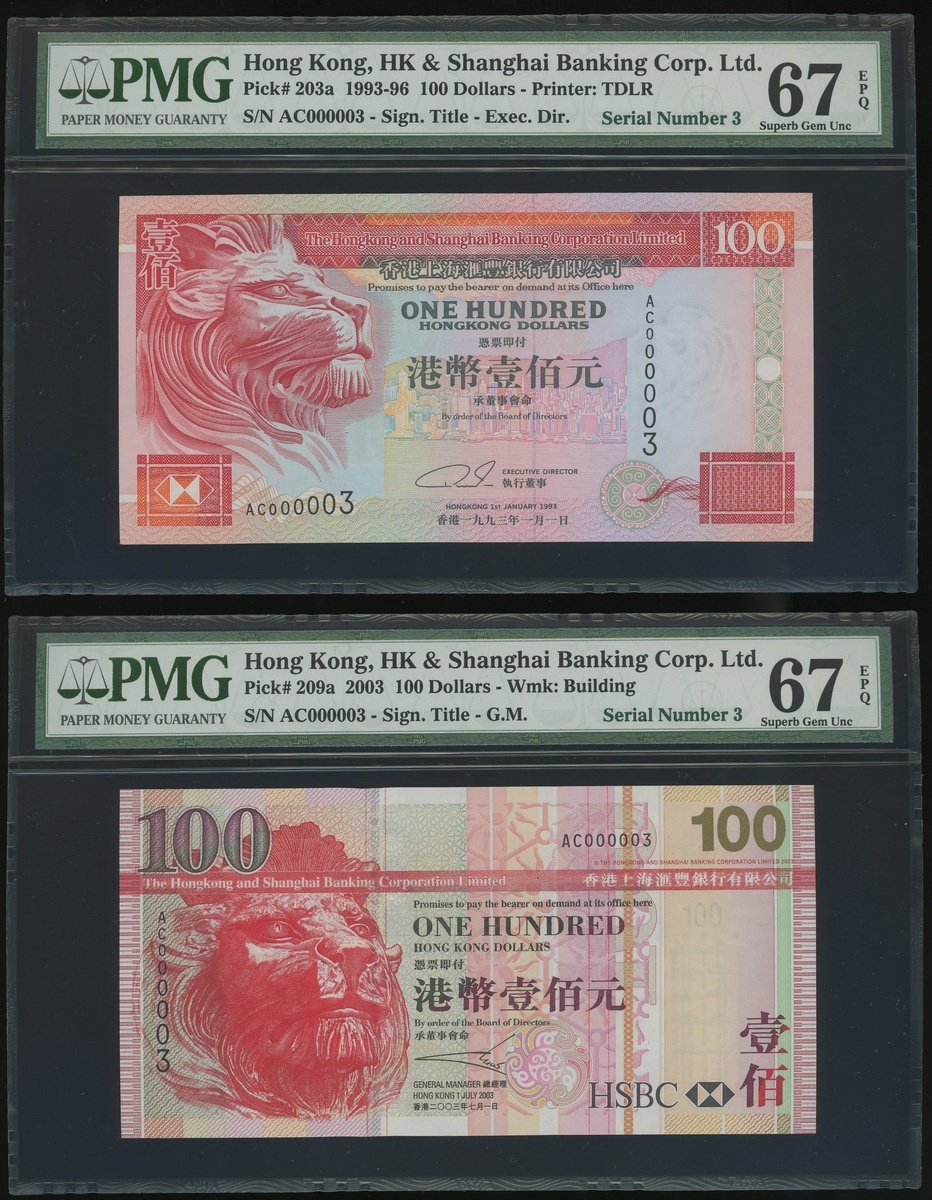 PMG
PAPER MONEY GUARANTY
Hong Kong, HK & Shanghai Banking Corp. Ltd.
Pick# 203a 1993-96 100 Dollars - Printer: TDLR
S/N AC000003 - Sign. Title - Exec. Dir.
Serial Number 3
67
EPQ
Superb Gem Unc
壹佰
The Hongkong and Shanghai Banking Corporation Limited
100
香港上海滙豐銀行有限公司
Promises to pay the bearer on demand at its Office here
ONE HUNDRED
HONGKONG DOLLARS
憑票即付
港幣壹佰元
承董事會命
By order of the Board of Directors
AC000003
EXECUTIVE DIRECTOR
執行董事
AC000003
HONGKONG 1st JANUARY 1993
香港一九九三年一月一日
PMG
PAPER MONEY GUARANTY
Hong Kong, HK & Shanghai Banking Corp. Ltd.
Pick# 209a 2003 100 Dollars - Wmk: Building
S/N AC000003 - Sign. Title - G.M.
Serial Number 3
67
EPQ
Superb Gem Unc
100
AC000003
100
© THE HONGKONG AND SHANGHAI BANKING CORPORATION LIMITED 2003
The Hongkong and Shanghai Banking Corporation Limited
香港上海滙豐銀行有限公司
Promises to pay the bearer on demand at its office here
ONE HUNDRED
HONG KONG DOLLARS
憑票即付
港幣壹佰元
By order of the Board of Directors
承董事會命
AC000003
100
GENERAL MANAGER 總經理
HONG KONG 1 JULY 2003
香港二〇〇三年七月一日
HSBC
壹佰